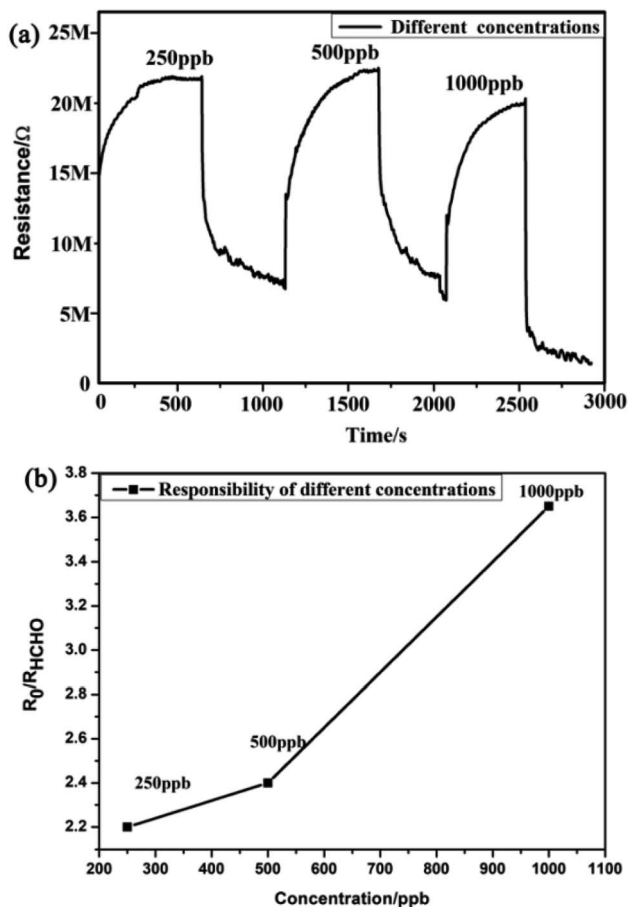 (a)
Different concentrations
250ppb
500ppb
1000ppb
25M
20M
15M
10M
5M
0
Resistance/Ω
0 500 1000 1500 2000 2500 3000
Time/s
(b)
Responsibility of different concentrations
1000ppb
500ppb
250ppb
3.8
3.6
3.4
3.2
3.0
2.8
2.6
2.4
2.2
R0/RHCHO
200 300 400 500 600 700 800 900 1000 1100
Concentration/ppb